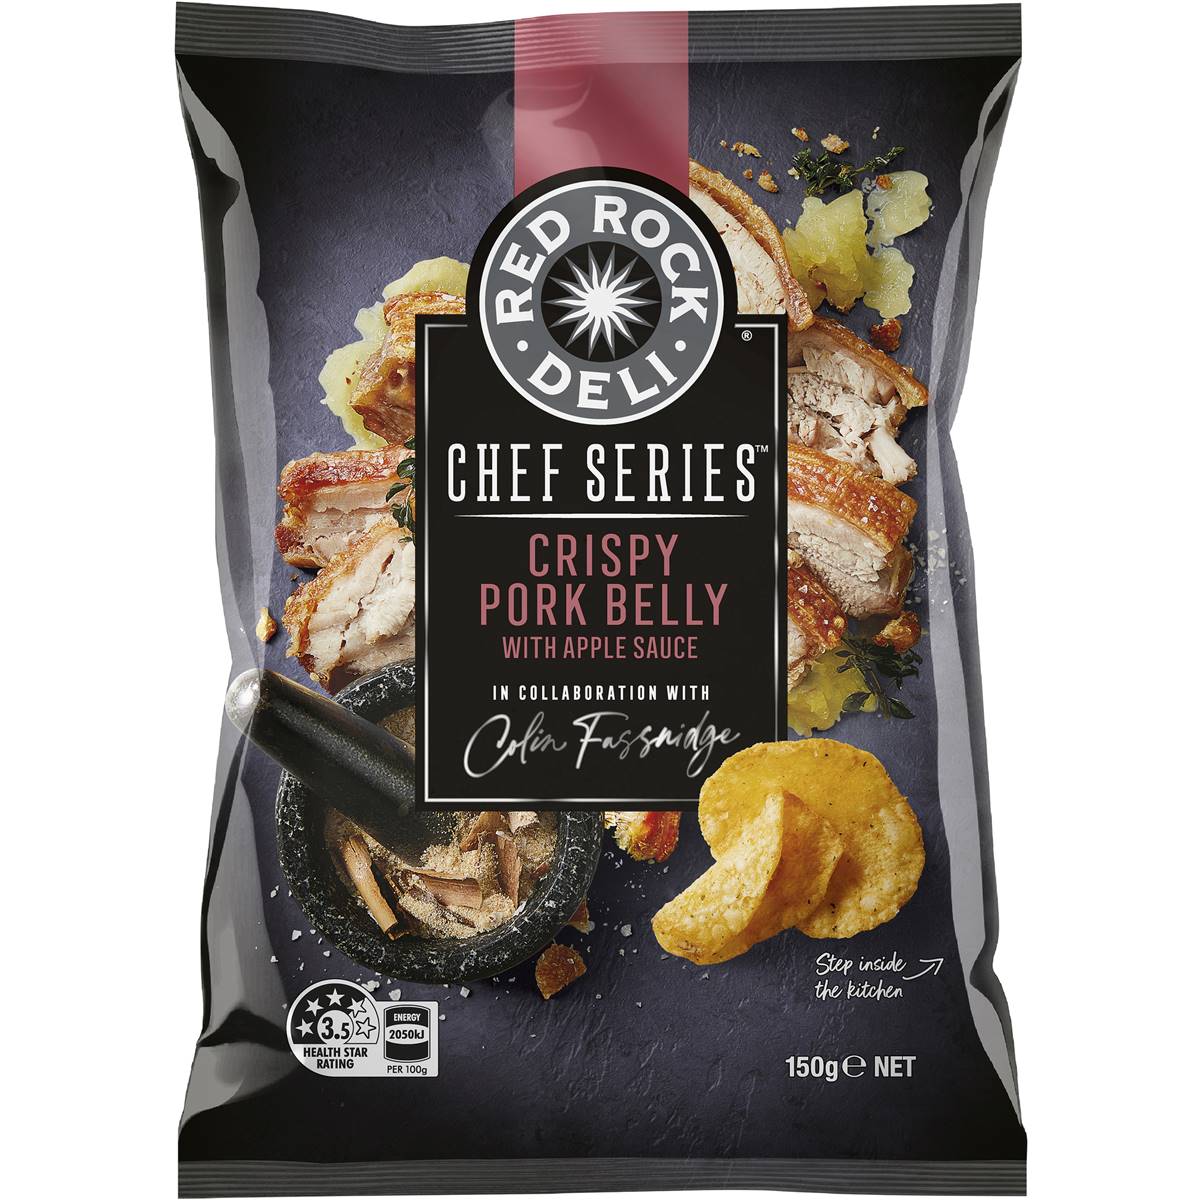 RED ROCK
DELI
®
CHEF SERIES™
CRISPY
PORK BELLY
WITH APPLE SAUCE
IN COLLABORATION WITH
Colin Fassnidge
Step inside
the kitchen
3.5
HEALTH STAR
RATING
ENERGY
2050kJ
PER 100g
150g℮ NET